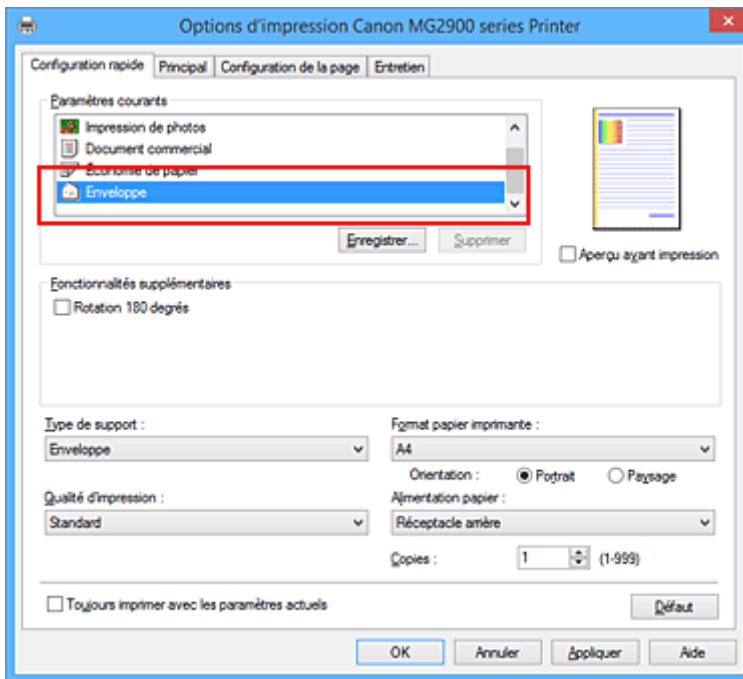 Options d'impression Canon MG2900 series Printer
Configuration rapide Principal Configuration de la page Entretien
Paramètres courants
Impression de photos
Document commercial
Économie de papier
Enveloppe
Enregistrer... Supprimer
Aperçu avant impression
Fonctionnalités supplémentaires
Rotation 180 degrés
Type de support :
Enveloppe
Format papier imprimante :
A4
Orientation : Portrait Paysage
Qualité d'impression :
Standard
Alimentation papier :
Réceptacle arrière
Copies : 1 (1-999)
Toujours imprimer avec les paramètres actuels
Défaut
OK Annuler Appliquer Aide